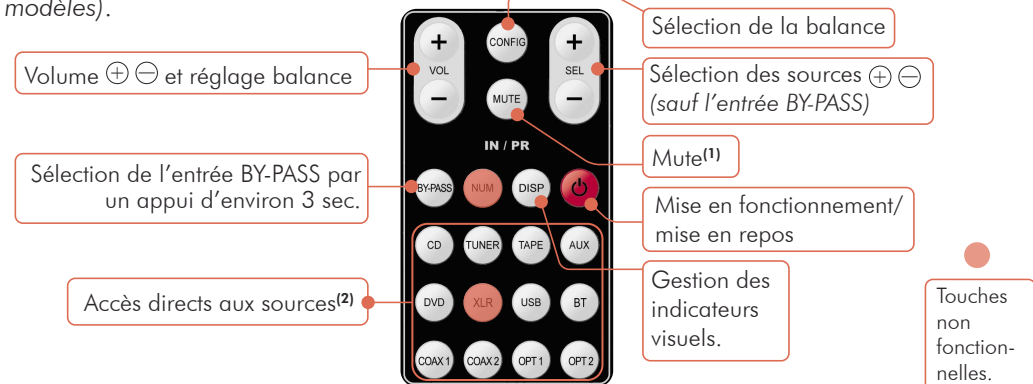 modèles).
Sélection de la balance
Volume ⊕ ⊖ et réglage balance
Sélection des sources ⊕ ⊖
(sauf l'entrée BY-PASS)
Mute(1)
Sélection de l'entrée BY-PASS par
un appui d'environ 3 sec.
Mise en fonctionnement/
mise en repos
Accès directs aux sources(2)
Gestion des
indicateurs
visuels.
Touches
non
fonction-
nelles.
+ CONFIG +
VOL SEL
− MUTE −
IN / PR
BY-PASS NUM DISP
CD TUNER TAPE AUX
DVD XLR USB BT
COAX 1 COAX 2 OPT 1 OPT 2